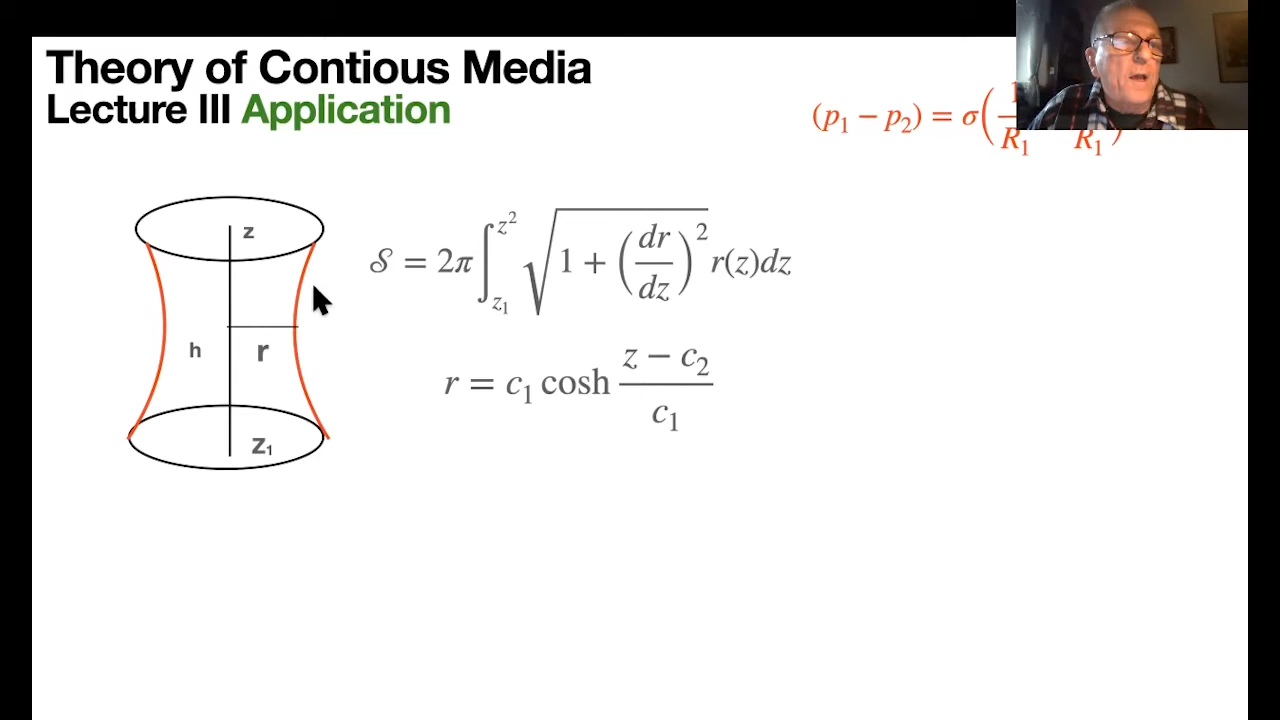 Theory of Contious Media
Lecture III Application
(p₁ − p₂) = σ(1/R₁ R₁)
z
h
r
z₁
𝒮 = 2π ∫_{z₁}^{z²} √(1 + (dr/dz)²) r(z)dz
r = c₁ cosh (z − c₂)/c₁